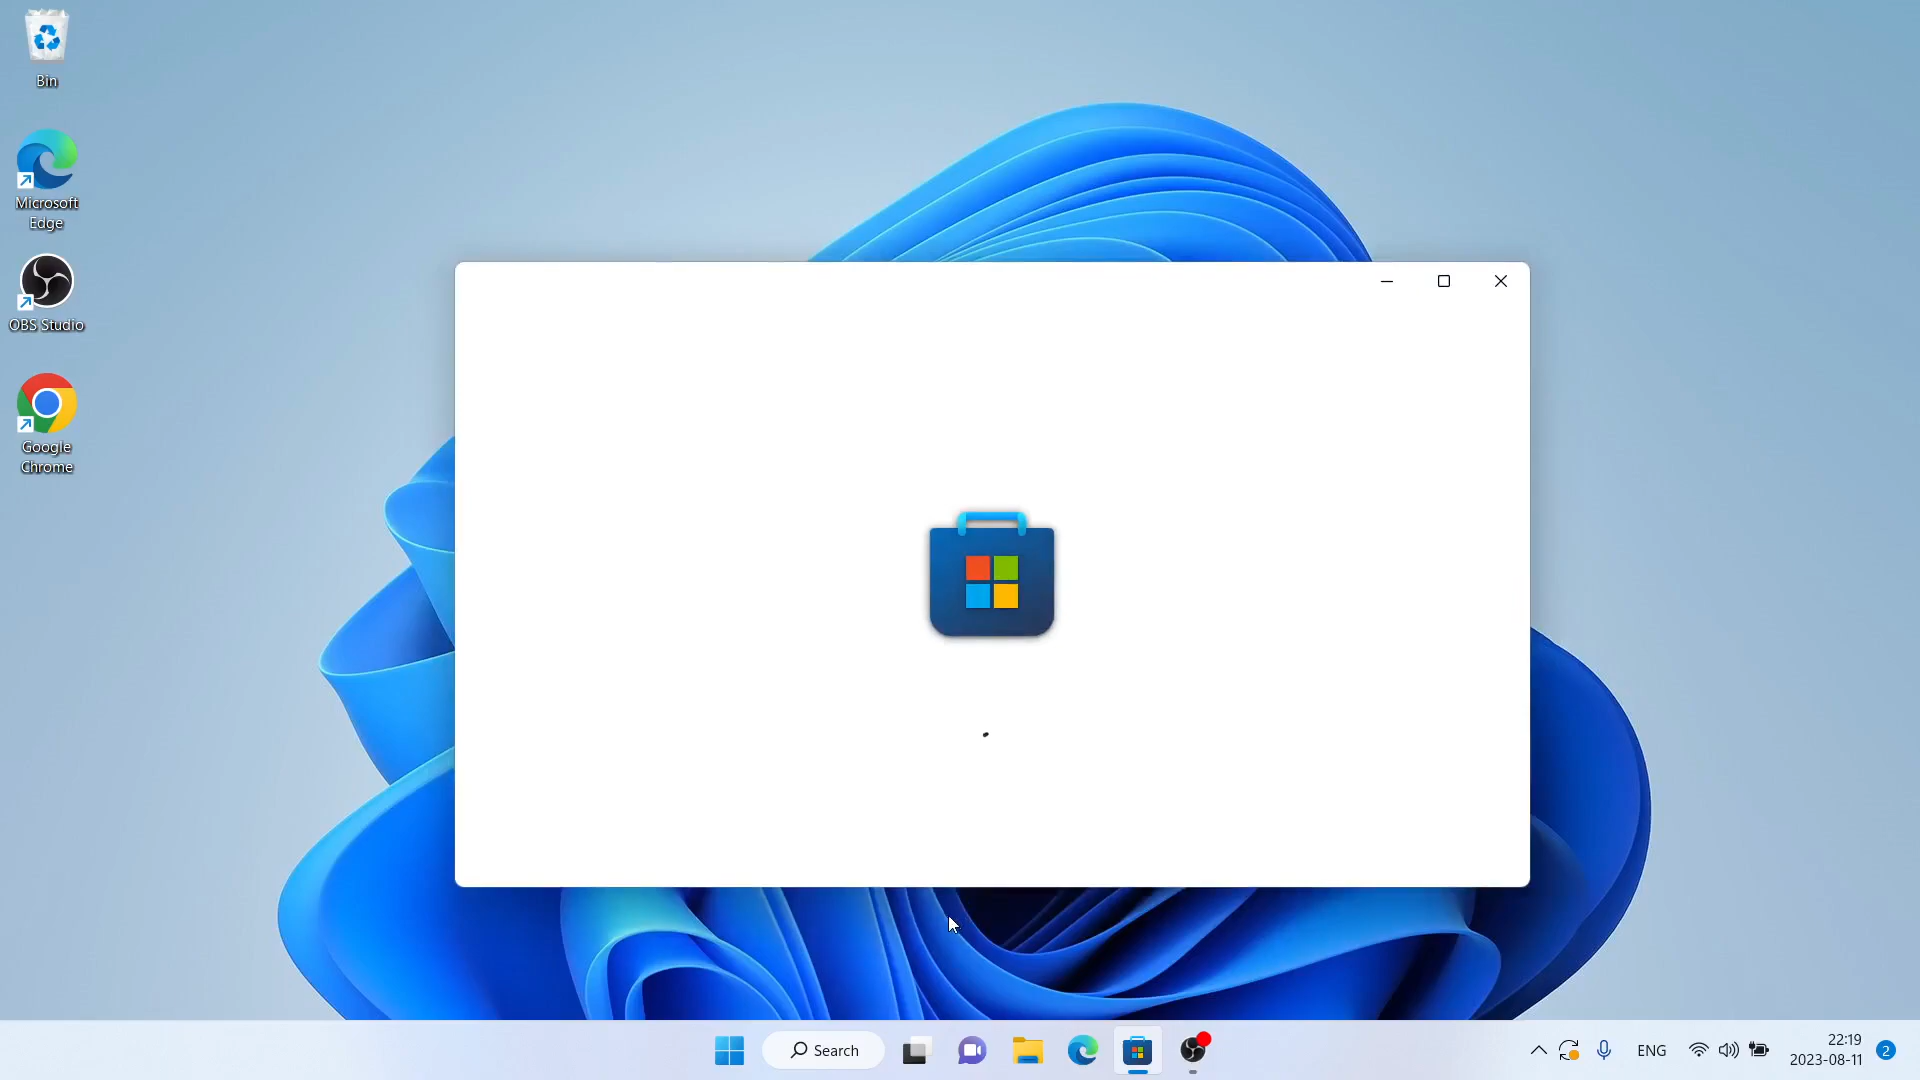 Bin
Microsoft
Edge
OBS Studio
Google
Chrome
Search
ENG
22:19
2023-08-11
2